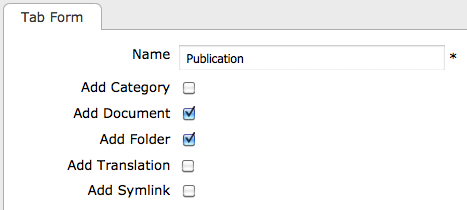 Tab Form
Name Publication *
Add Category
Add Document
Add Folder
Add Translation
Add Symlink